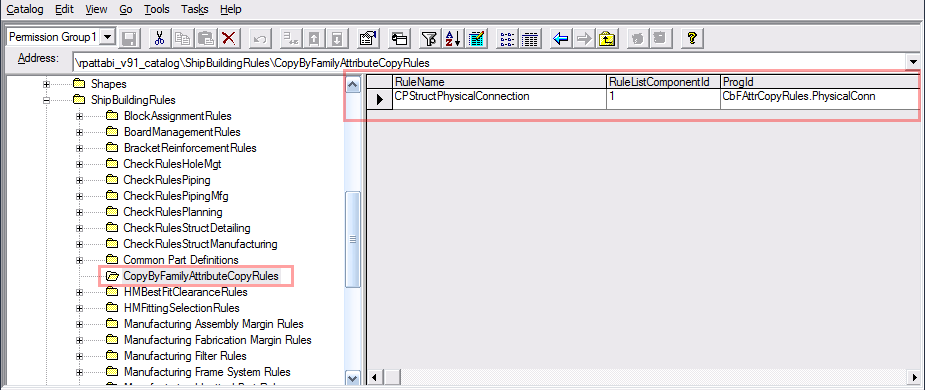 Catalog Edit View Go Tools Tasks Help
Permission Group1
Address: \rpattabi_v91_catalog\ShipBuildingRules\CopyByFamilyAttributeCopyRules
Shapes
ShipBuildingRules
BlockAssignmentRules
BoardManagementRules
BracketReinforcementRules
CheckRulesHoleMgt
CheckRulesPiping
CheckRulesPipingMfg
CheckRulesPlanning
CheckRulesStructDetailing
CheckRulesStructManufacturing
Common Part Definitions
CopyByFamilyAttributeCopyRules
HMBestFitClearanceRules
HMFittingSelectionRules
Manufacturing Assembly Margin Rules
Manufacturing Fabrication Margin Rules
Manufacturing Filter Rules
Manufacturing Frame System Rules
RuleName RuleListComponentId ProgId
CPStructPhysicalConnection 1 CbFAttrCopyRules.PhysicalConn